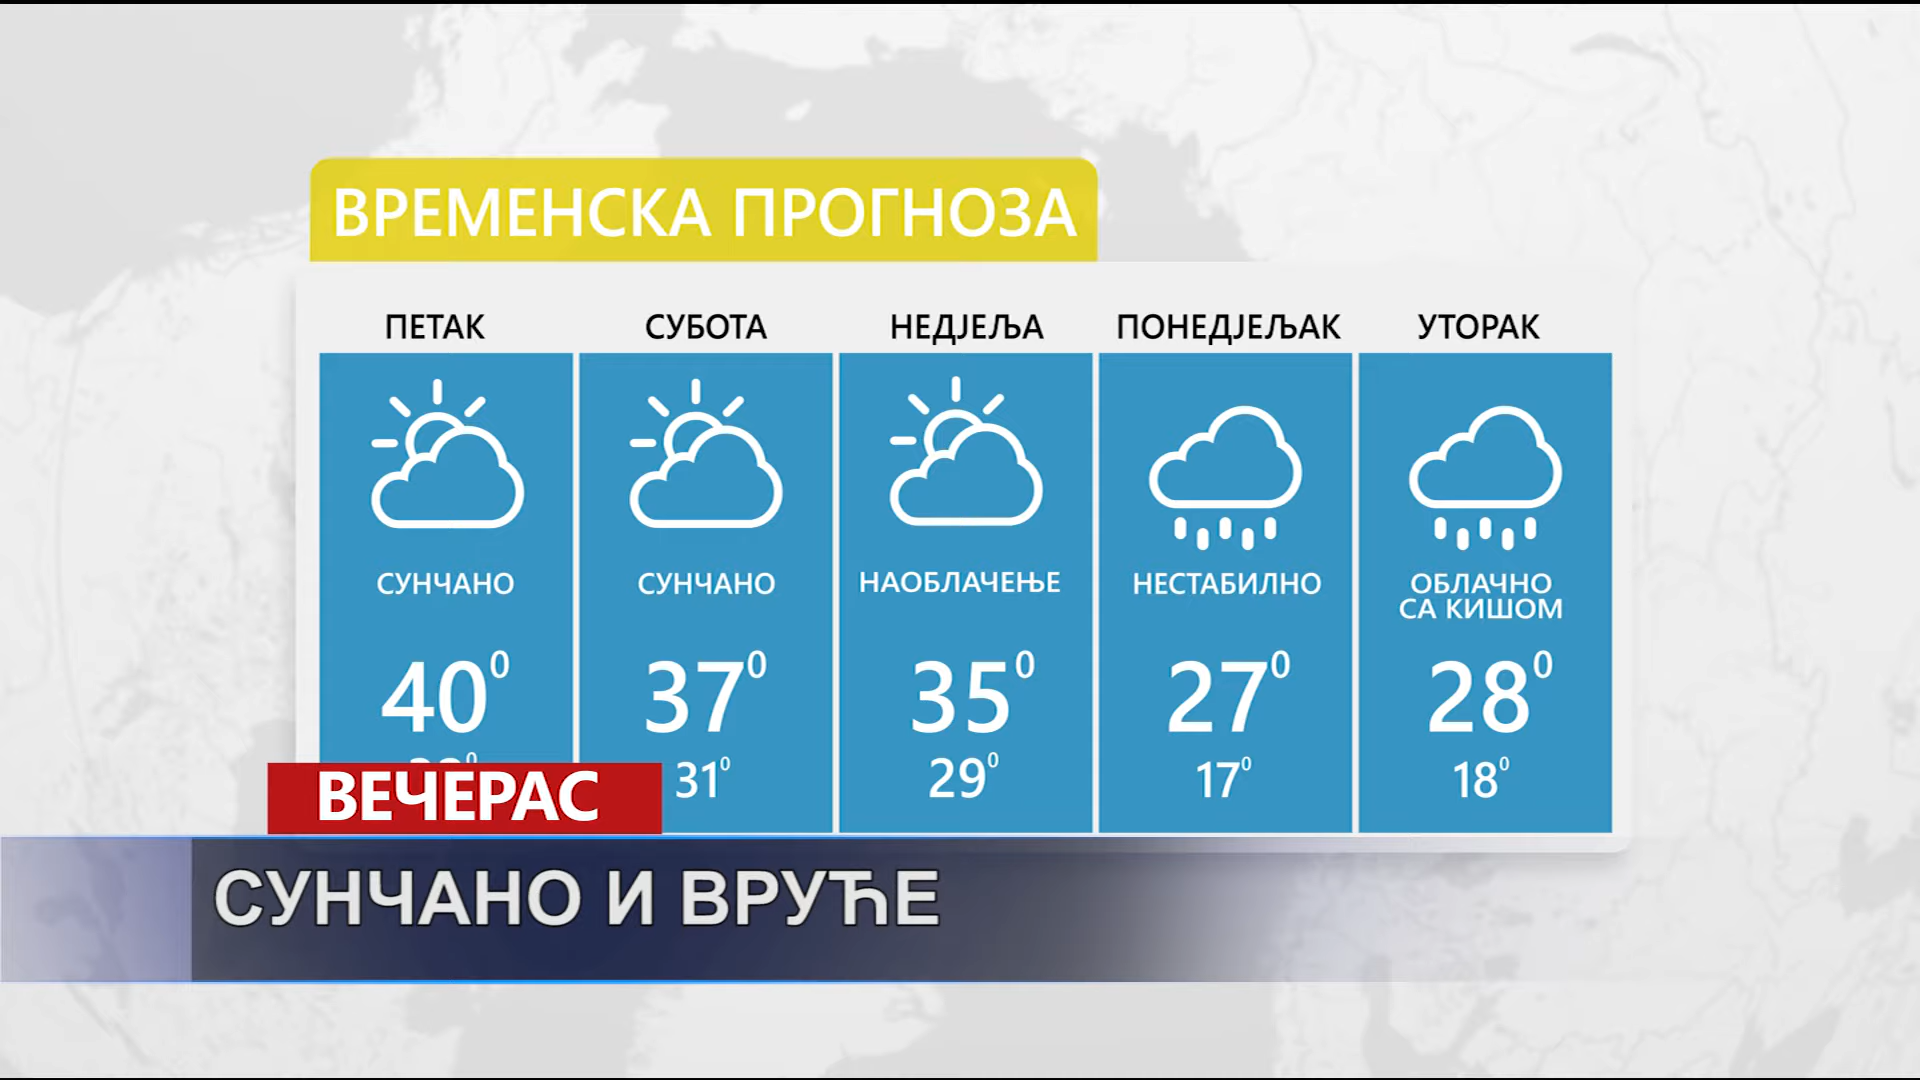 ВРЕМЕНСКА ПРОГНОЗА
ПЕТАК СУБОТА НЕДЈЕЉА ПОНЕДЈЕЉАК УТОРАК
СУНЧАНО СУНЧАНО НАОБЛАЧЕЊЕ НЕСТАБИЛНО ОБЛАЧНО
СА КИШОМ
40⁰ 37⁰ 35⁰ 27⁰ 28⁰
31⁰ 29⁰ 17⁰ 18⁰
ВЕЧЕРАС
СУНЧАНО И ВРУЋЕ